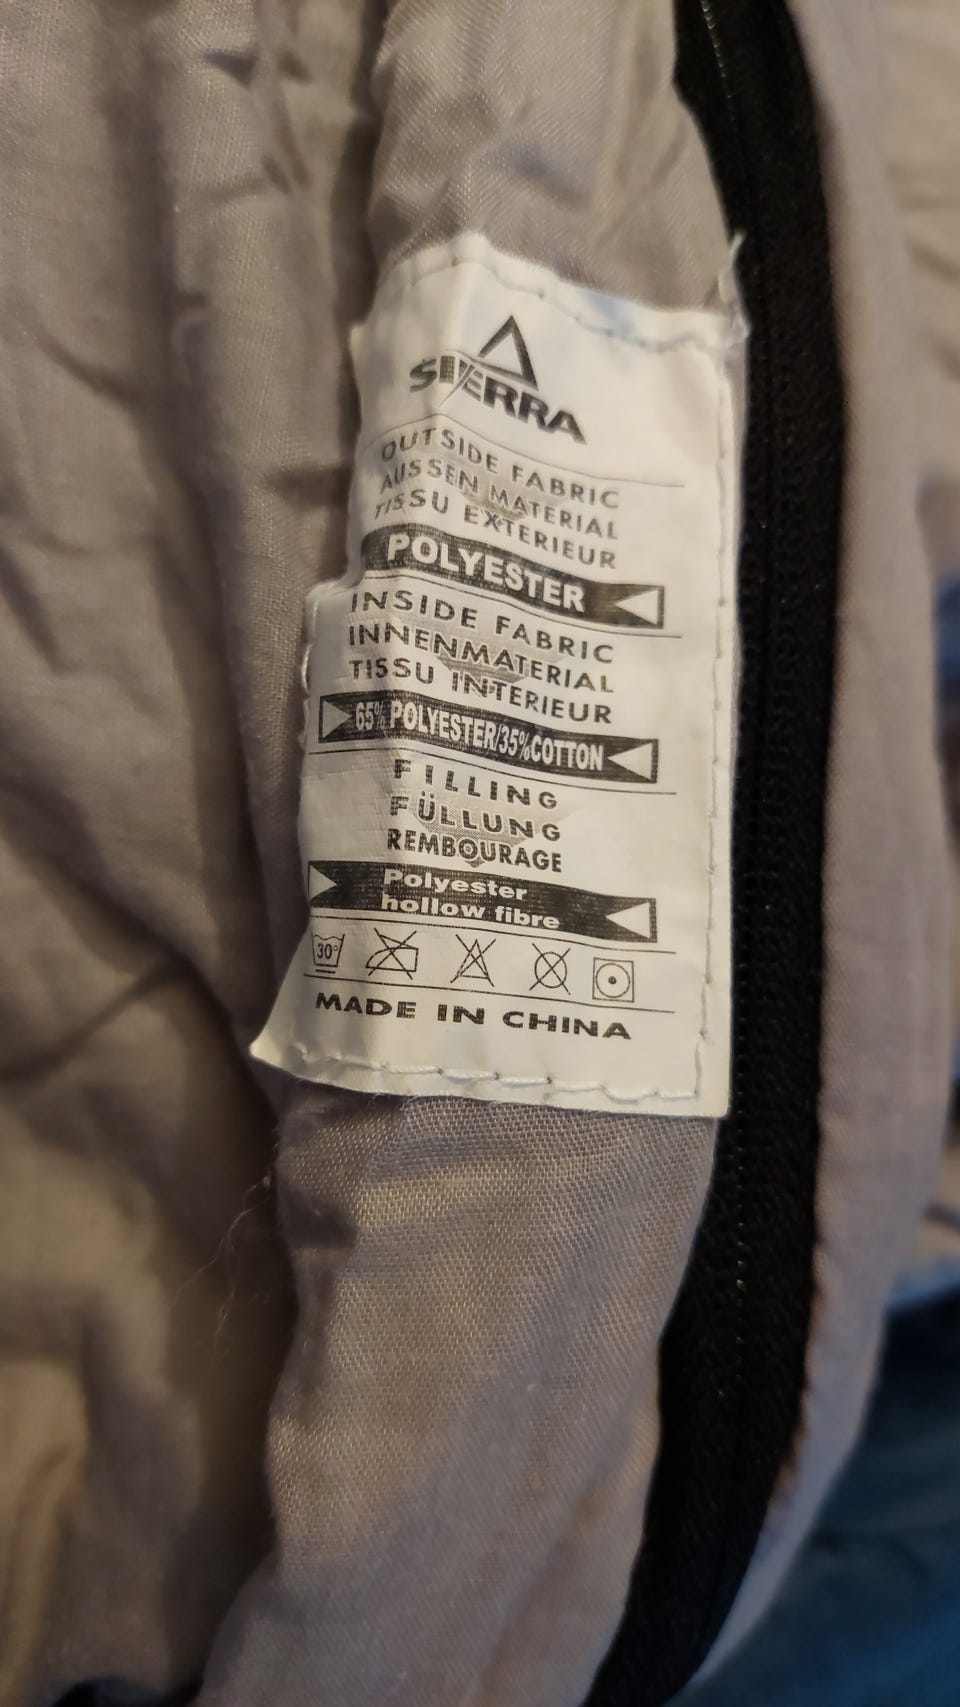 SIERRA
OUTSIDE FABRIC
AUSSEN MATERIAL
TISSU EXTERIEUR
POLYESTER
INSIDE FABRIC
INNENMATERIAL
TISSU INTERIEUR
65% POLYESTER/35%COTTON
FILLING
FÜLLUNG
REMBOURAGE
Polyester
hollow fibre
30°
MADE IN CHINA